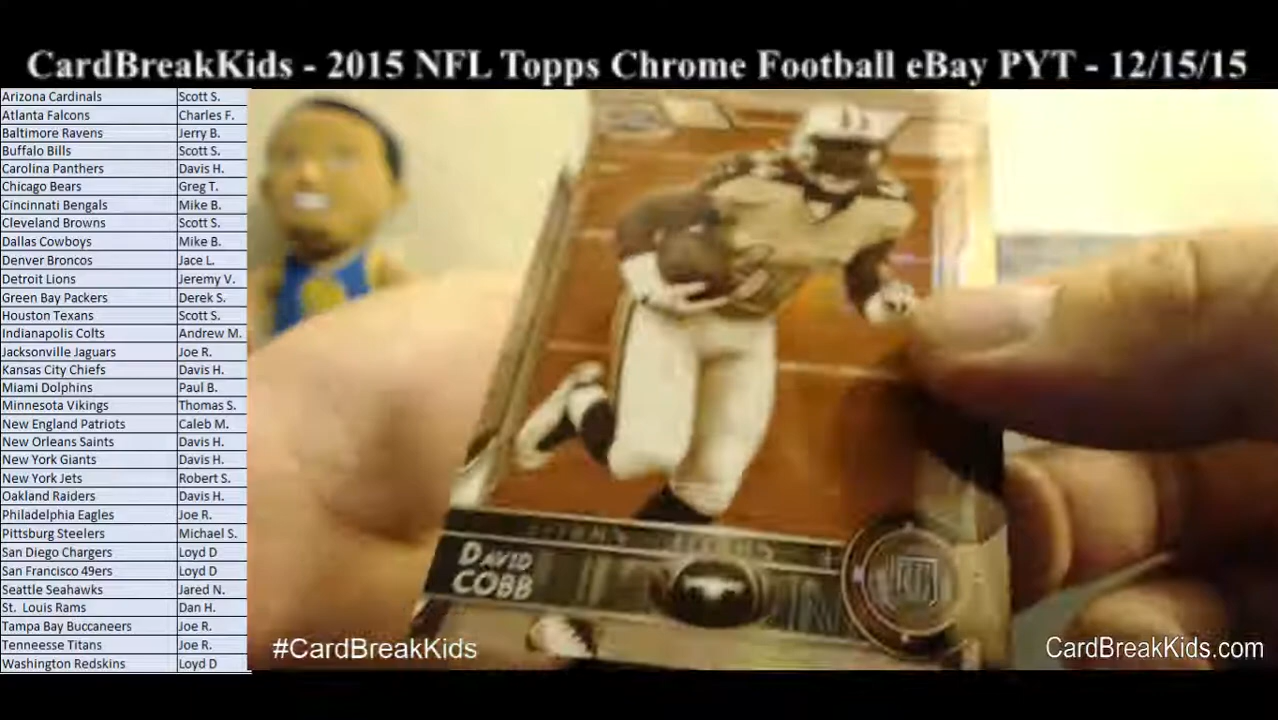 CardBreakKids - 2015 NFL Topps Chrome Football eBay PYT - 12/15/15
Arizona Cardinals Scott S.
Atlanta Falcons Charles F.
Baltimore Ravens Jerry B.
Buffalo Bills Scott S.
Carolina Panthers Davis H.
Chicago Bears Greg T.
Cincinnati Bengals Mike B.
Cleveland Browns Scott S.
Dallas Cowboys Mike B.
Denver Broncos Jace L.
Detroit Lions Jeremy V.
Green Bay Packers Derek S.
Houston Texans Scott S.
Indianapolis Colts Andrew M.
Jacksonville Jaguars Joe R.
Kansas City Chiefs Davis H.
Miami Dolphins Paul B.
Minnesota Vikings Thomas S.
New England Patriots Caleb M.
New Orleans Saints Davis H.
New York Giants Davis H.
New York Jets Robert S.
Oakland Raiders Davis H.
Philadelphia Eagles Joe R.
Pittsburg Steelers Michael S.
San Diego Chargers Loyd D
San Francisco 49ers Loyd D
Seattle Seahawks Jared N.
St. Louis Rams Dan H.
Tampa Bay Buccaneers Joe R.
Tenneesse Titans Joe R.
Washington Redskins Loyd D
DAVID
COBB
#CardBreakKids
CardBreakKids.com